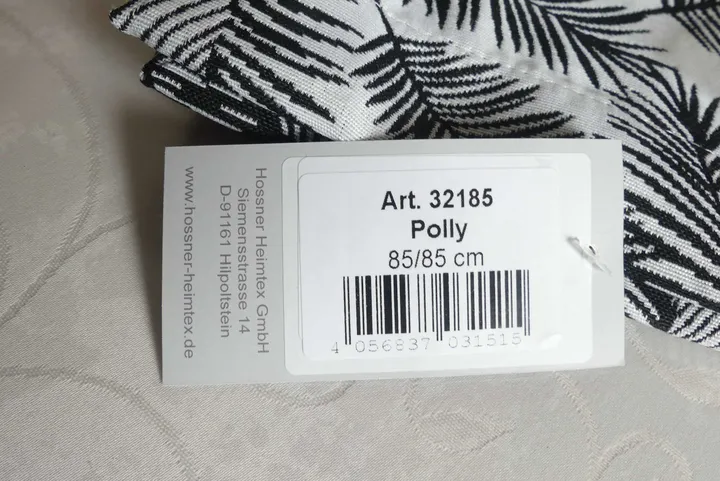 Art. 32185
Polly
85/85 cm
4 056837 031515
Hossner Heimtex GmbH
Siemensstrasse 14
D-91161 Hilpoltstein
www.hossner-heimtex.de